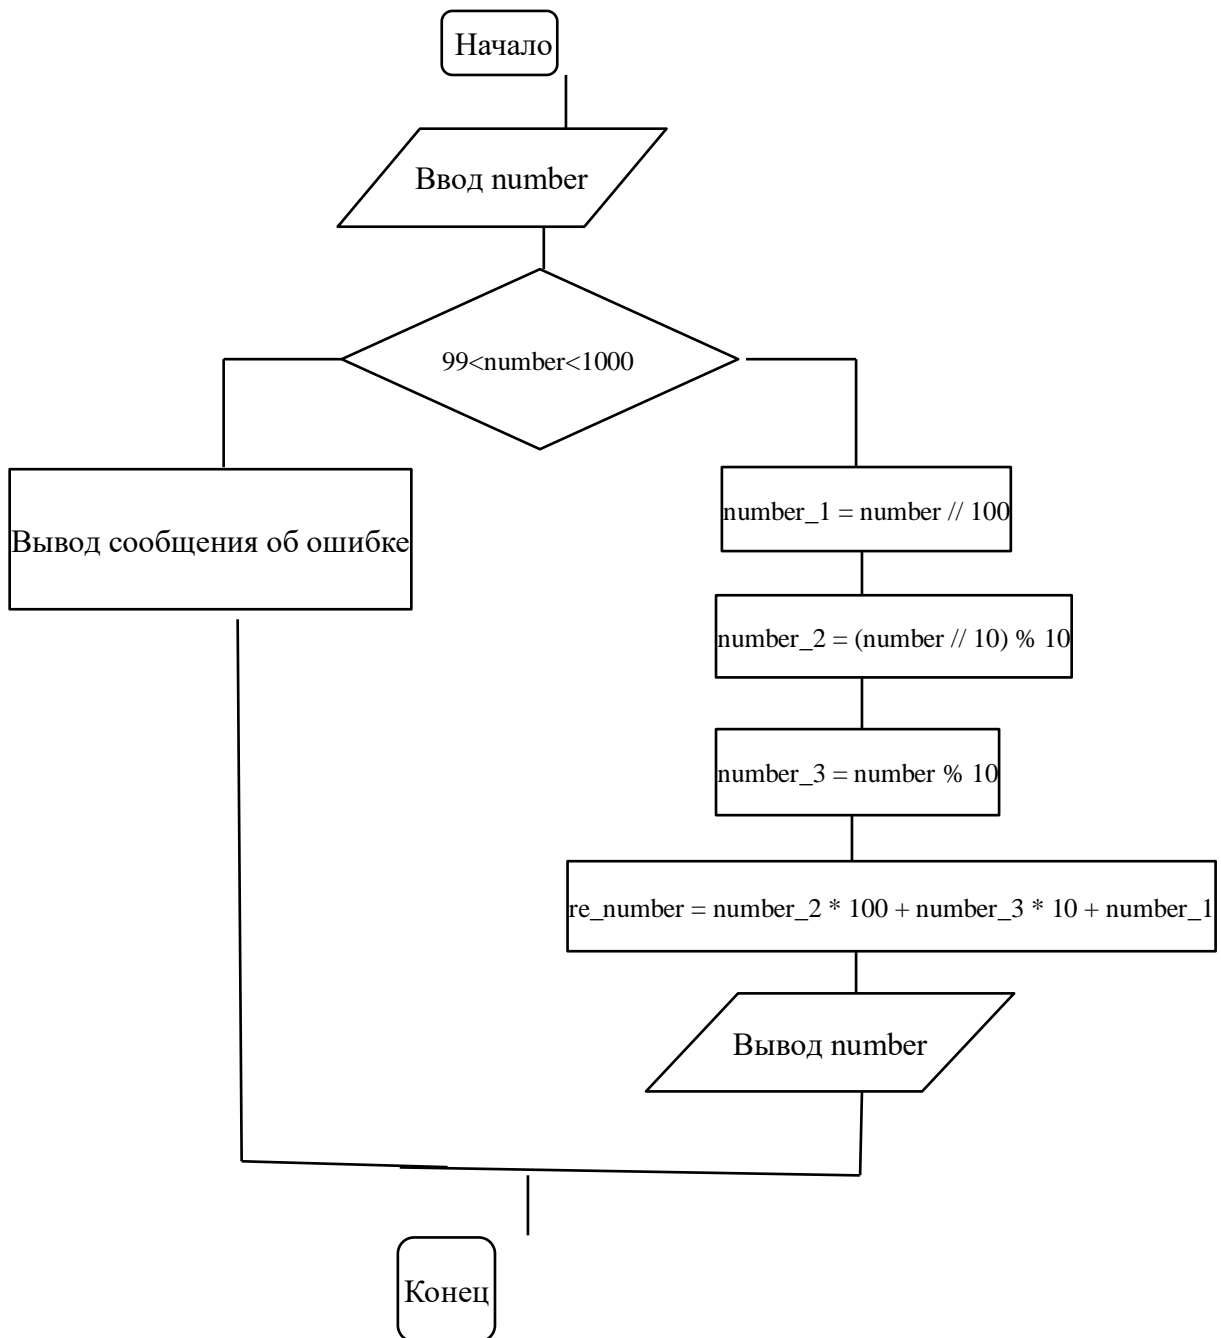 Начало
Ввод number
99<number<1000
Вывод сообщения об ошибке
number_1 = number // 100
number_2 = (number // 10) % 10
number_3 = number % 10
re_number = number_2 * 100 + number_3 * 10 + number_1
Вывод number
Конец